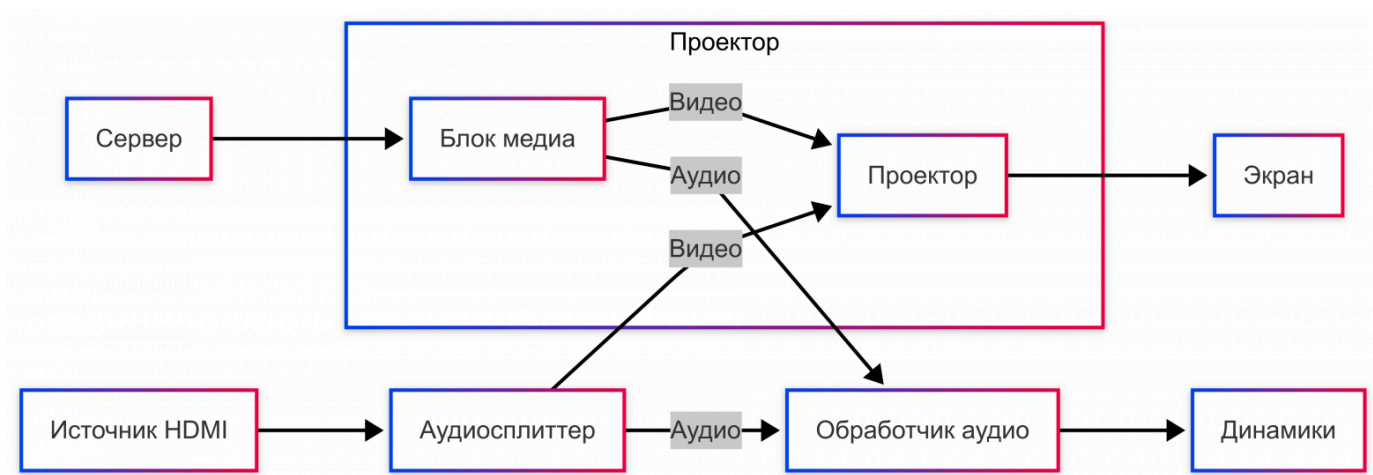 Проектор
Видео
Сервер
Блок медиа
Аудио
Проектор
Экран
Видео
Источник HDMI
Аудиосплиттер
Аудио
Обработчик аудио
Динамики